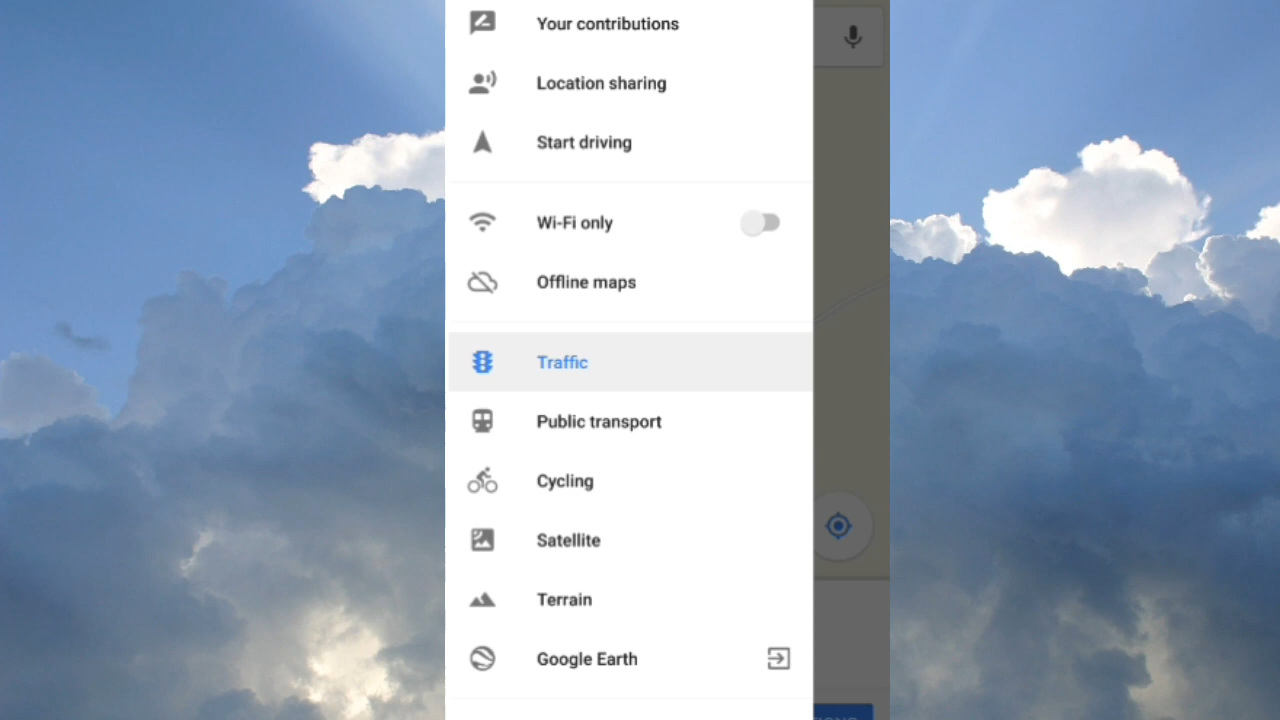 Your contributions
Location sharing
Start driving
Wi-Fi only
Offline maps
Traffic
Public transport
Cycling
Satellite
Terrain
Google Earth